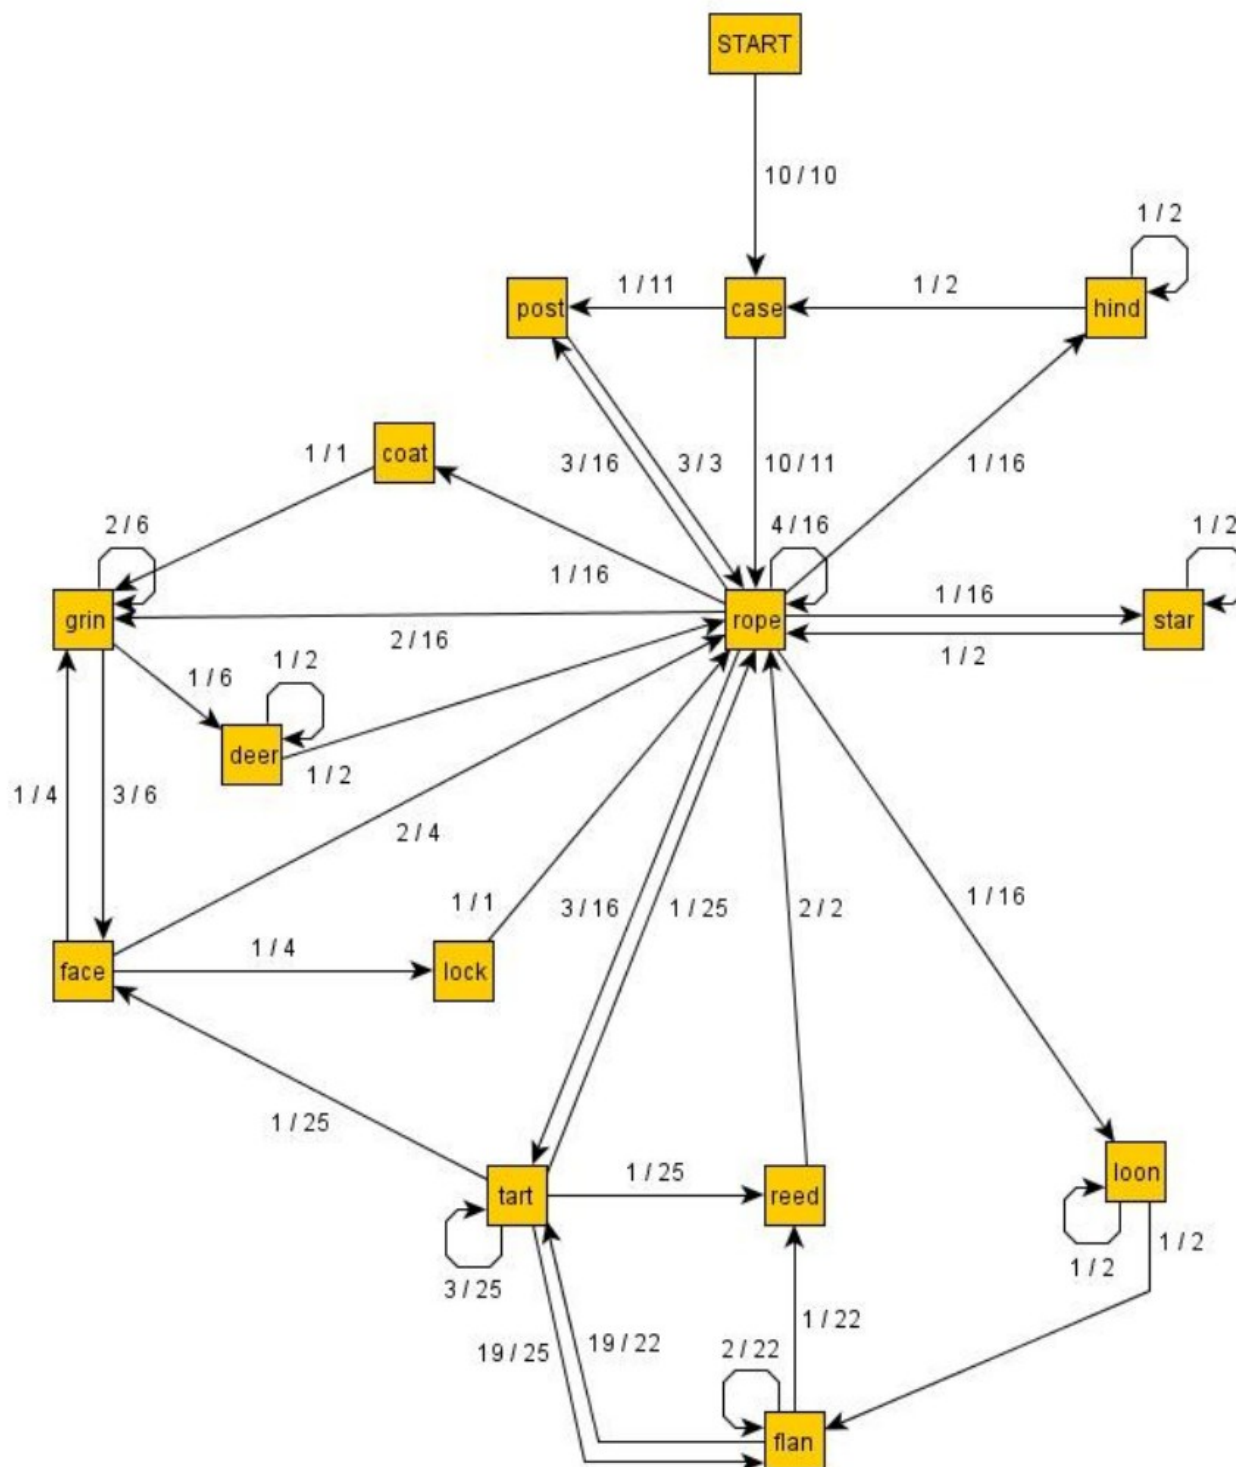 START
10 / 10
1 / 2
post
1 / 11
case
1 / 2
hind
coat
1 / 1
3 / 16
3 / 3
10 / 11
1 / 16
2 / 6
4 / 16
1 / 2
1 / 16
1 / 16
grin
rope
star
2 / 16
1 / 2
1 / 2
1 / 6
deer
1 / 2
1 / 4
3 / 6
2 / 4
1 / 16
1 / 1
3 / 16
1 / 25
2 / 2
1 / 4
face
lock
1 / 25
1 / 25
loon
tart
reed
1 / 2
1 / 2
3 / 25
1 / 22
19 / 25
19 / 22
2 / 22
flan